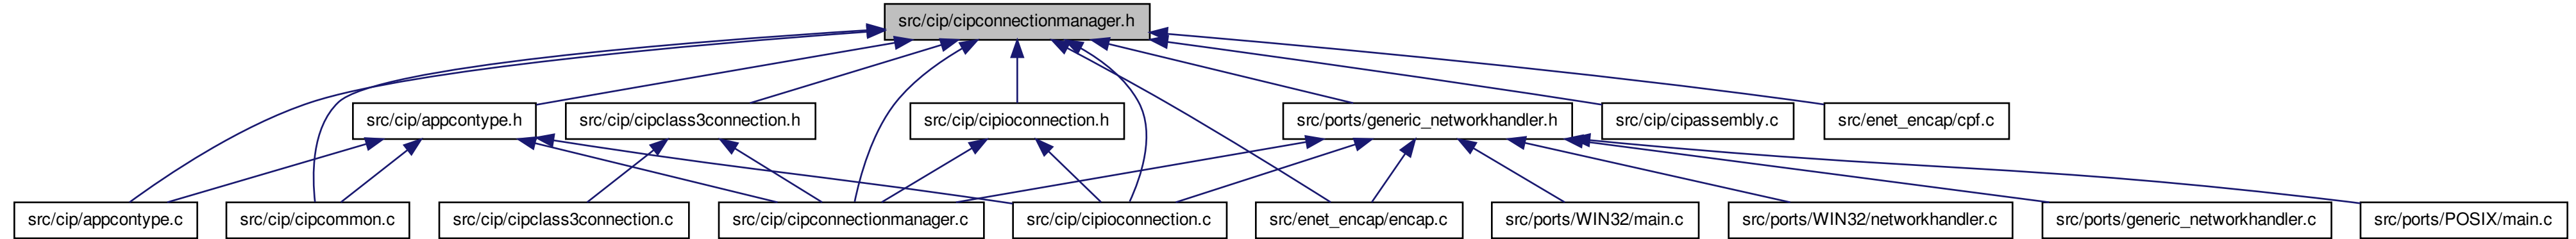 src/cip/cipconnectionmanager.h
src/cip/appcontype.h
src/cip/cipclass3connection.h
src/cip/cipioconnection.h
src/ports/generic_networkhandler.h
src/cip/cipassembly.c
src/enet_encap/cpf.c
src/cip/appcontype.c
src/cip/cipcommon.c
src/cip/cipclass3connection.c
src/cip/cipconnectionmanager.c
src/cip/cipioconnection.c
src/enet_encap/encap.c
src/ports/WIN32/main.c
src/ports/WIN32/networkhandler.c
src/ports/generic_networkhandler.c
src/ports/POSIX/main.c